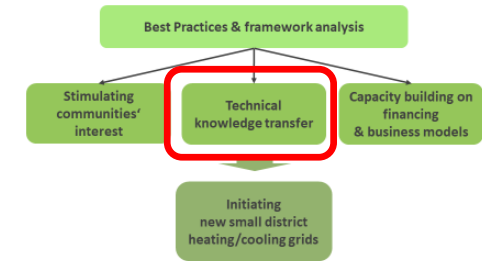 Best Practices & framework analysis
Stimulating
communities‘
interest
Technical
knowledge transfer
Capacity building on
financing
& business models
Initiating
new small district
heating/cooling grids